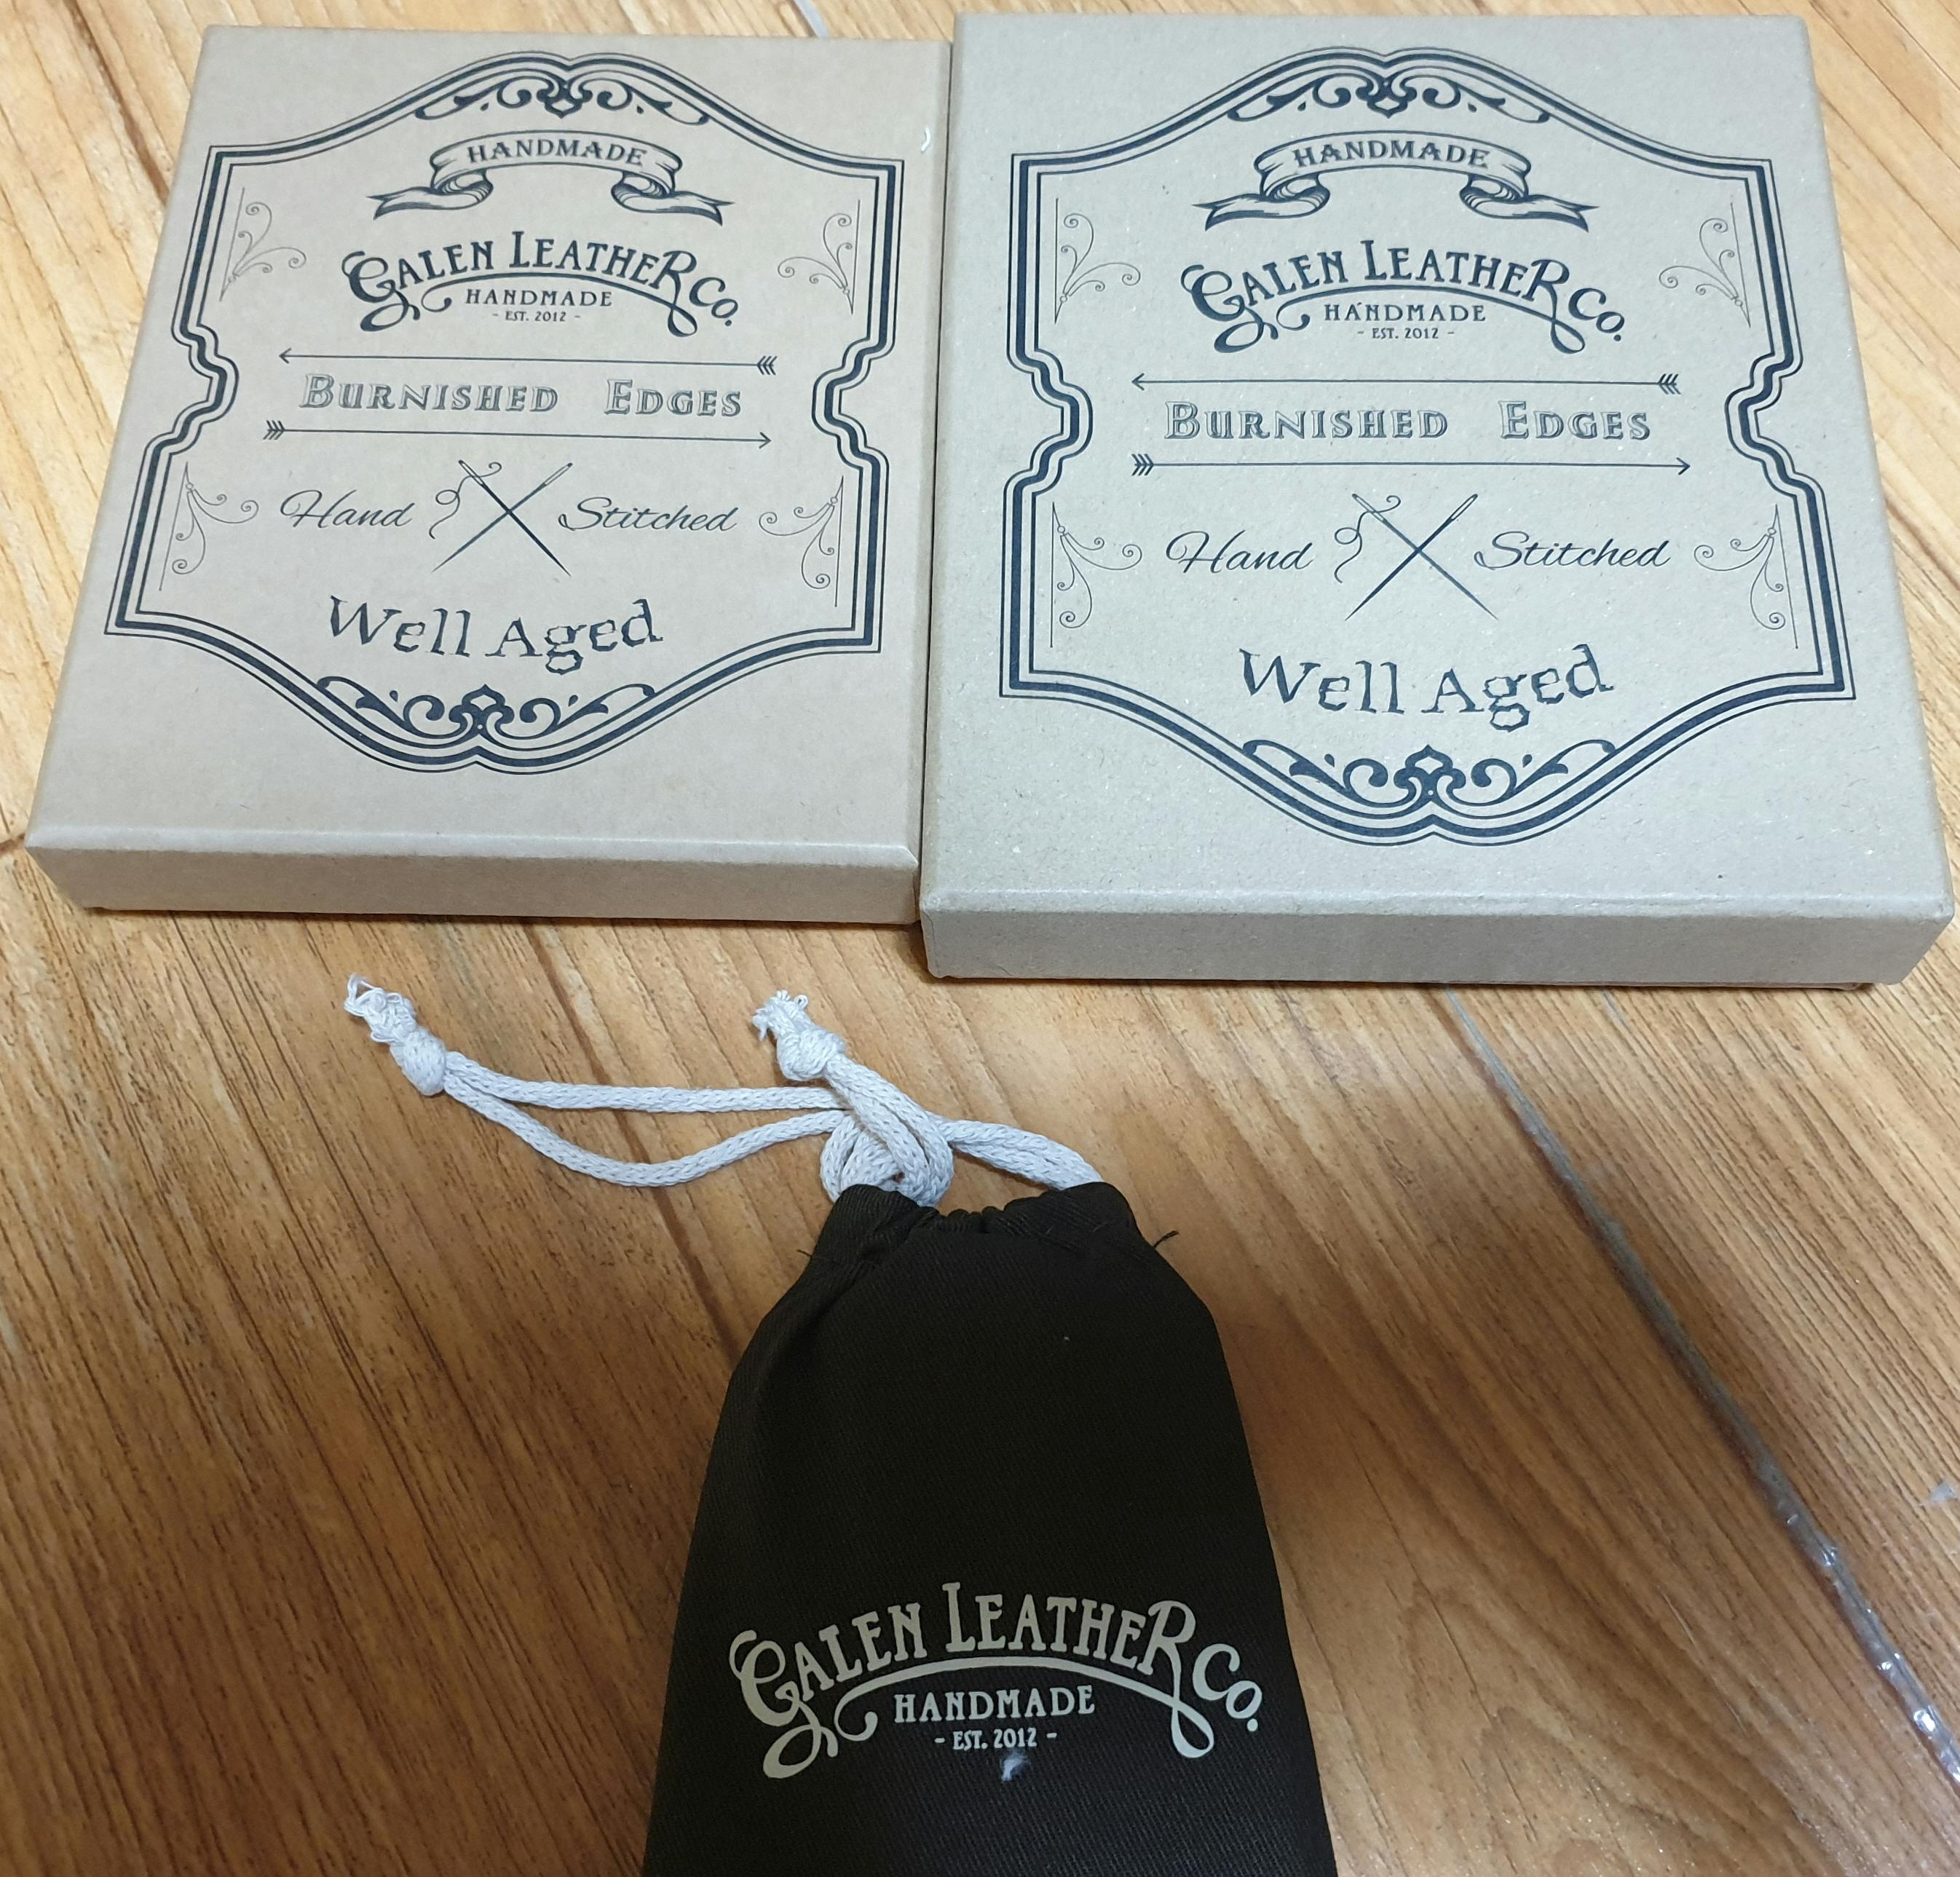 HANDMADE
GALEN LEATHER CO.
HANDMADE
- EST. 2012 -
BURNISHED EDGES
Hand Stitched
Well Aged
HANDMADE
GALEN LEATHER CO.
HANDMADE
- EST. 2012 -
BURNISHED EDGES
Hand Stitched
Well Aged
GALEN LEATHER CO.
HANDMADE
- EST. 2012 -